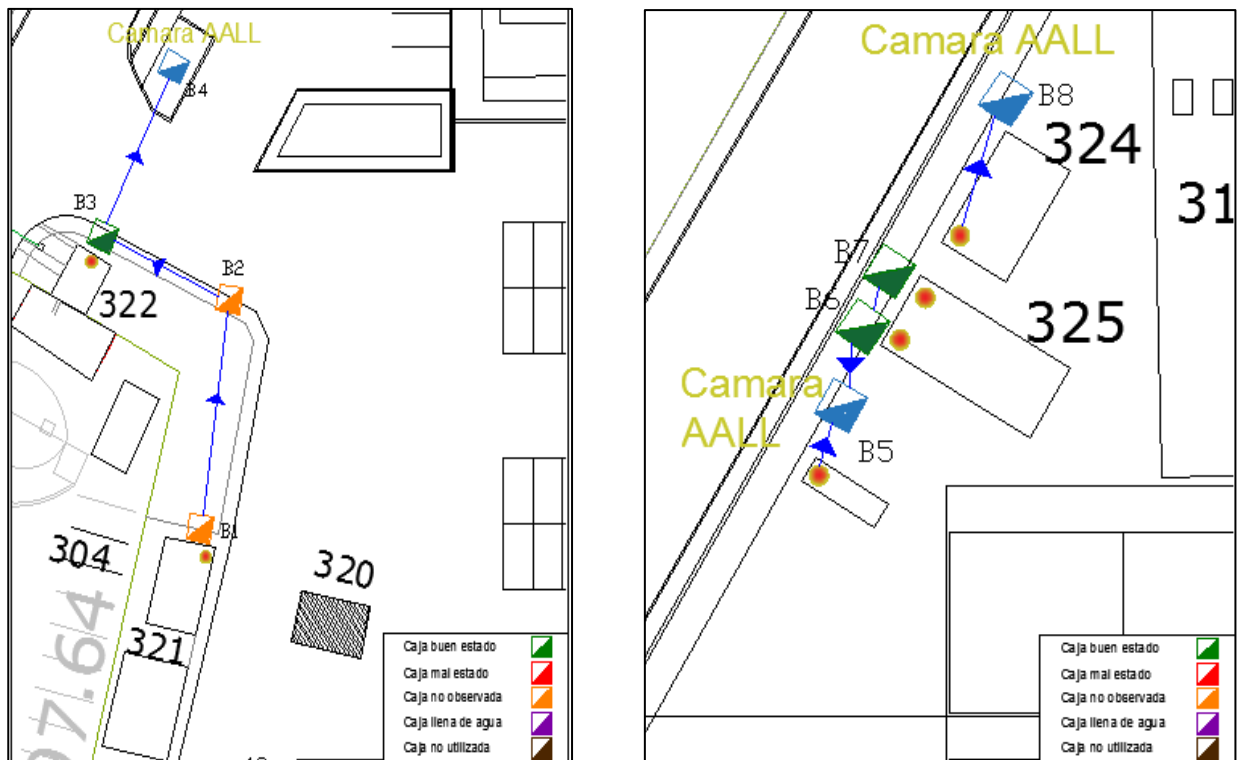 Camara AALL
B4
B3
B2
322
B1
304
320
321
07.64
Caja buen estado
Caja mal estado
Caja no observada
Caja llena de agua
Caja no utilizada
Camara AALL
B8
324
31
B7
B6
325
Camara
AALL
B5
Caja buen estado
Caja mal estado
Caja no observada
Caja llena de agua
Caja no utilizada